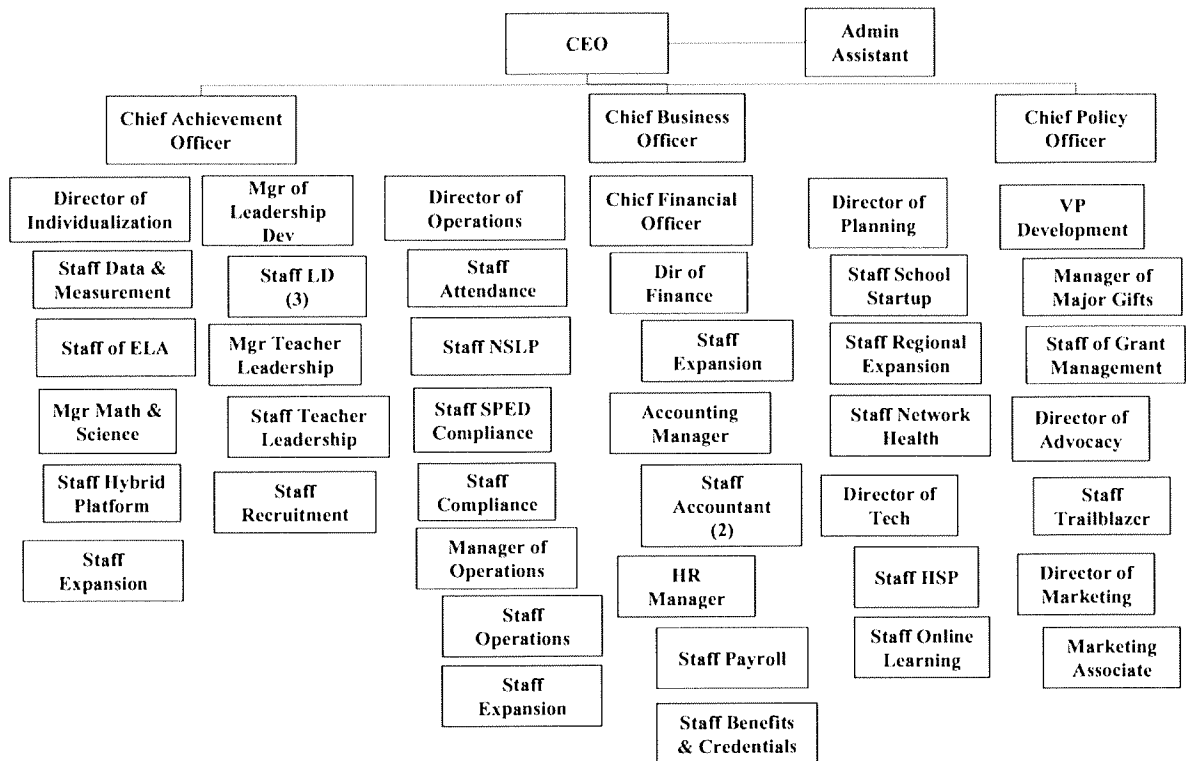 CEO
Admin
Assistant
Chief Achievement
Officer
Chief Business
Officer
Chief Policy
Officer
Director of
Individualization
Staff Data &
Measurement
Staff of ELA
Mgr Math &
Science
Staff Hybrid
Platform
Staff
Expansion
Mgr of
Leadership
Dev
Staff LD
(3)
Mgr Teacher
Leadership
Staff Teacher
Leadership
Staff
Recruitment
Director of
Operations
Staff
Attendance
Staff NSLP
Staff SPED
Compliance
Staff
Compliance
Manager of
Operations
Staff
Operations
Staff
Expansion
Chief Financial
Officer
Dir of
Finance
Staff
Expansion
Accounting
Manager
Staff
Accountant
(2)
HR
Manager
Staff Payroll
Staff Benefits
& Credentials
Director of
Planning
Staff School
Startup
Staff Regional
Expansion
Staff Network
Health
Director of
Tech
Staff HSP
Staff Online
Learning
VP
Development
Manager of
Major Gifts
Staff of Grant
Management
Director of
Advocacy
Staff
Trailblazer
Director of
Marketing
Marketing
Associate